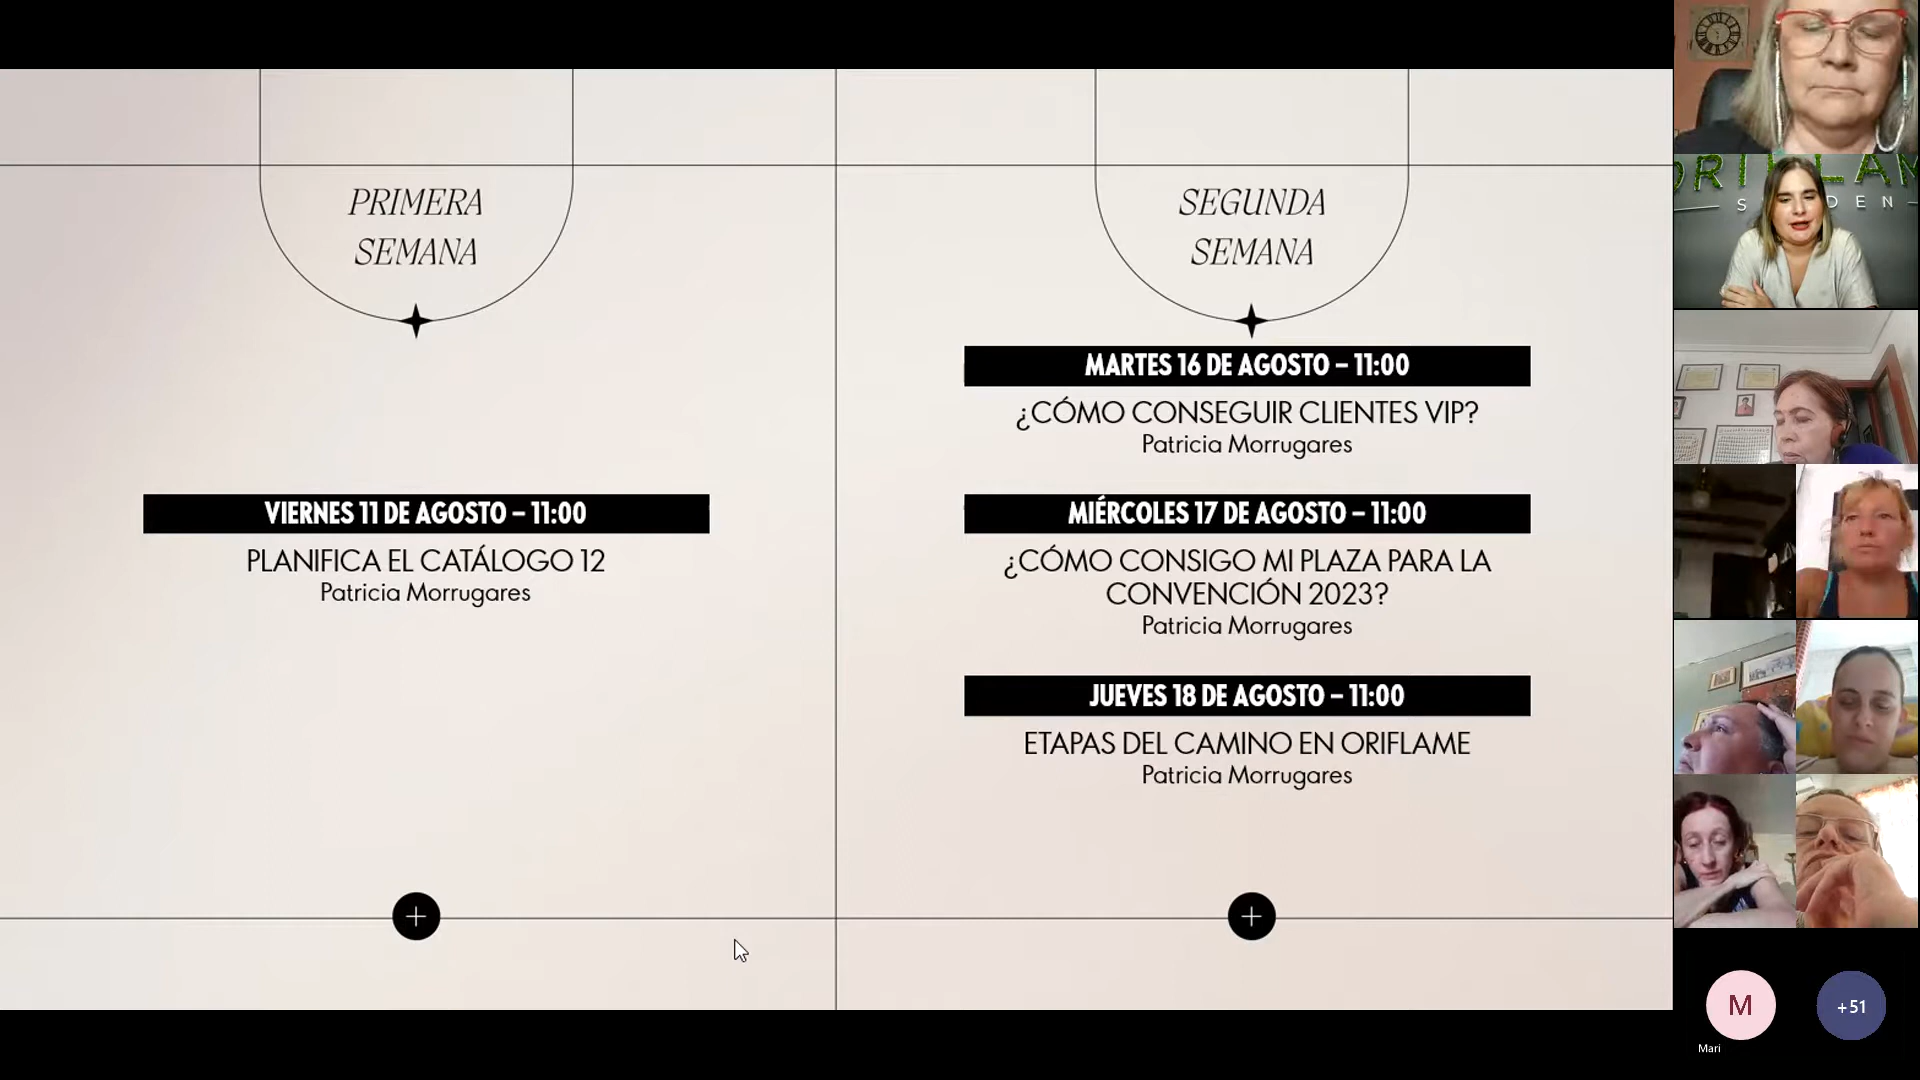 PRIMERA
SEMANA
VIERNES 11 DE AGOSTO – 11:00
PLANIFICA EL CATÁLOGO 12
Patricia Morrugares
SEGUNDA
SEMANA
MARTES 16 DE AGOSTO – 11:00
¿CÓMO CONSEGUIR CLIENTES VIP?
Patricia Morrugares
MIÉRCOLES 17 DE AGOSTO – 11:00
¿CÓMO CONSIGO MI PLAZA PARA LA
CONVENCIÓN 2023?
Patricia Morrugares
JUEVES 18 DE AGOSTO – 11:00
ETAPAS DEL CAMINO EN ORIFLAME
Patricia Morrugares
M
+51
Mari